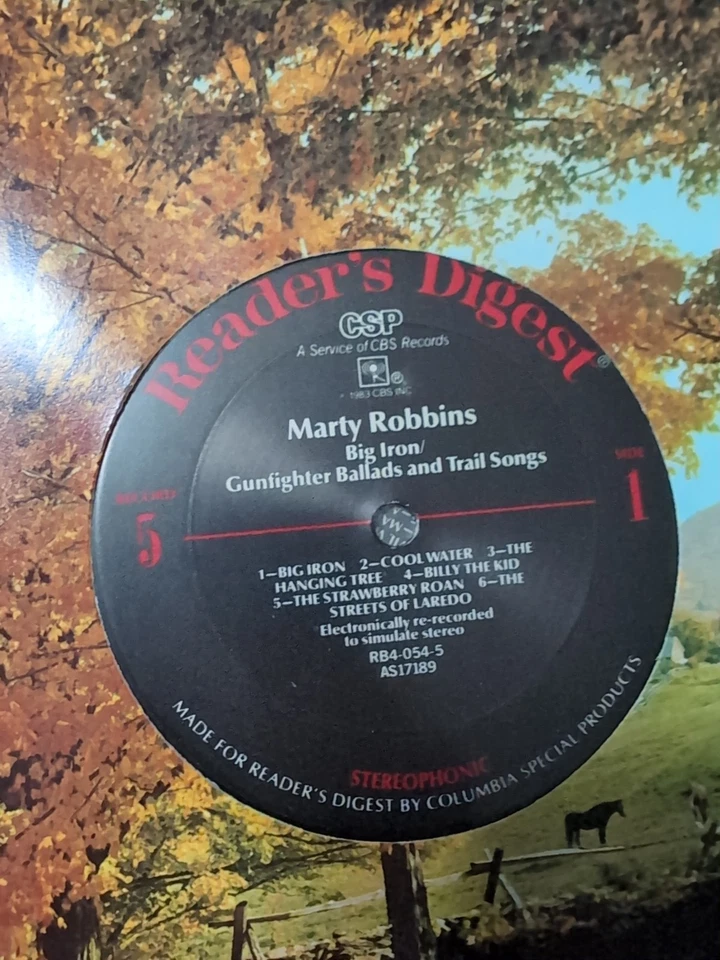 Reader's Digest®
CSP
A Service of CBS Records
®
1983 CBS INC.
Marty Robbins
Big Iron/
Gunfighter Ballads and Trail Songs
RECORD
5
SIDE
1
1—BIG IRON 2—COOL WATER 3—THE
HANGING TREE 4—BILLY THE KID
5—THE STRAWBERRY ROAN 6—THE
STREETS OF LAREDO
Electronically re-recorded
to simulate stereo
RB4-054-5
AS17189
STEREOPHONIC
MADE FOR READER'S DIGEST BY COLUMBIA SPECIAL PRODUCTS